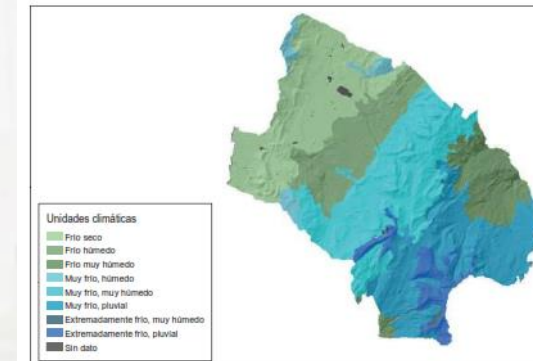 Unidades climáticas
Frío seco
Frío húmedo
Frío muy húmedo
Muy frío, húmedo
Muy frío, muy húmedo
Muy frío, pluvial
Extremadamente frío, muy húmedo
Extremadamente frío, pluvial
Sin dato